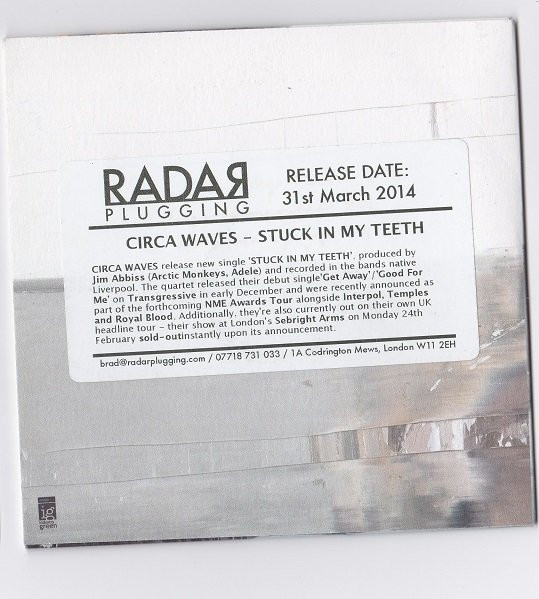 RADAR
PLUGGING
RELEASE DATE:
31st March 2014
CIRCA WAVES – STUCK IN MY TEETH
CIRCA WAVES release new single 'STUCK IN MY TEETH', produced by
Jim Abbiss (Arctic Monkeys, Adele) and recorded in the bands native
Liverpool. The quartet released their debut single'Get Away'/'Good For
Me' on Transgressive in early December and were recently announced as
part of the forthcoming NME Awards Tour alongside Interpol, Temples
and Royal Blood. Additionally, they're also currently out on their own UK
headline tour – their show at London's Sebright Arms on Monday 24th
February sold-outinstantly upon its announcement.
brad@radarplugging.com / 07718 731 033 / 1A Codrington Mews, London W11 2EH
ig
green